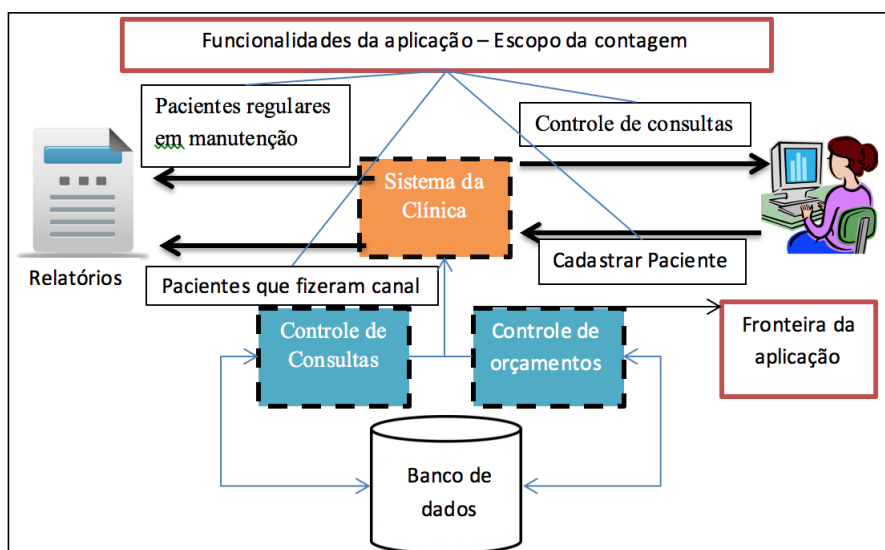 Funcionalidades da aplicação – Escopo da contagem
Pacientes regulares
em manutenção
Controle de consultas
Sistema da
Clínica
Relatórios
Cadastrar Paciente
Pacientes que fizeram canal
Controle de
Consultas
Controle de
orçamentos
Fronteira da
aplicação
Banco de
dados